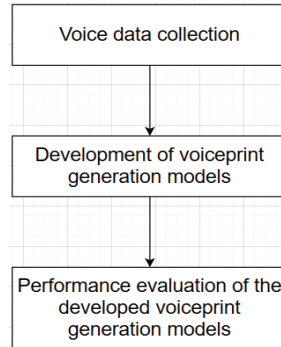 Voice data collection
Development of voiceprint
generation models
Performance evaluation of the
developed voiceprint
generation models